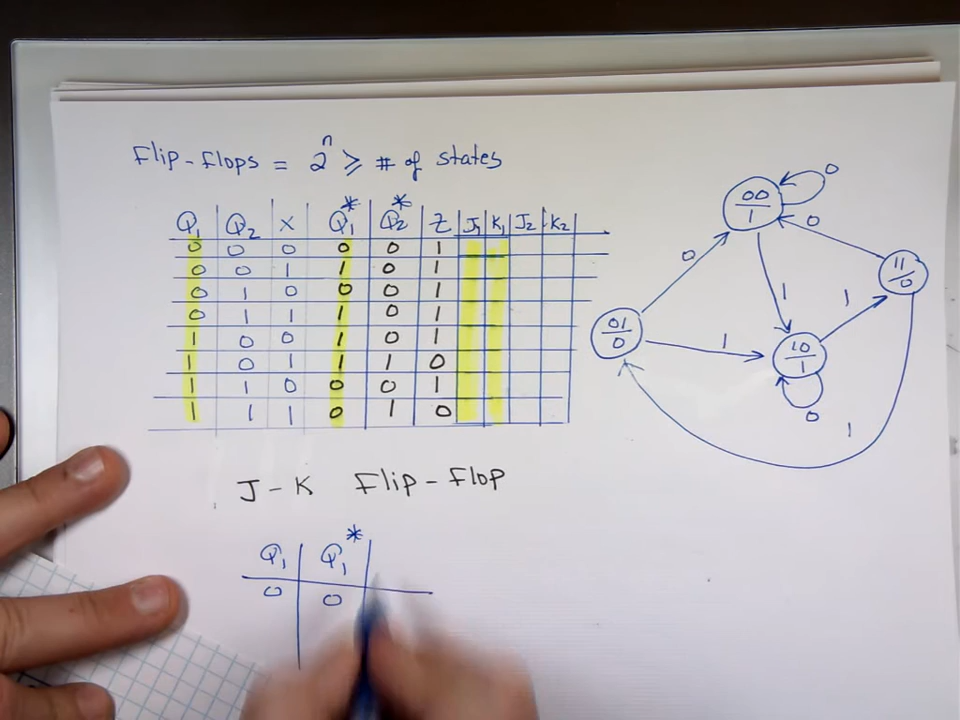 Flip-Flops = 2^n ≥ # of states
Q₁ Q₂ X Q₁* Q₂* Z J₁ K₁ J₂ K₂
0 0 0 0 0 1
0 0 1 1 0 1
0 1 0 0 0 1
0 1 1 1 0 1
1 0 0 1 0 1
1 0 1 1 1 0
1 1 0 0 0 1
1 1 1 0 1 0
00
1
0
0
0
11
0
1
1
01
0
1
10
1
0
1
J-K Flip-Flop
Q₁ Q₁*
0 0